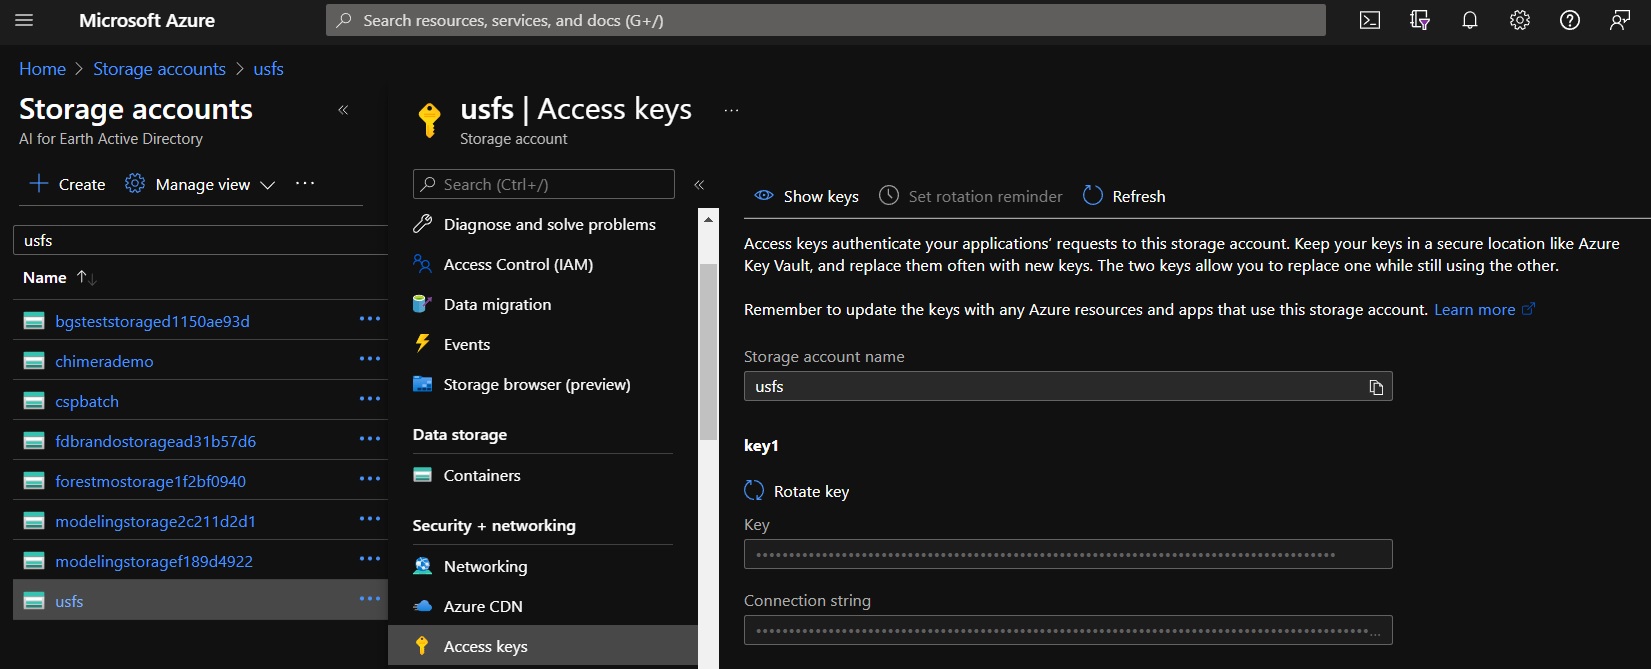 Microsoft Azure
Search resources, services, and docs (G+/)
Home > Storage accounts > usfs
Storage accounts
AI for Earth Active Directory
Create Manage view
usfs
Name
bgsteststoraged1150ae93d
chimerademo
cspbatch
fdbrandostoragead31b57d6
forestmostorage1f2bf0940
modelingstorage2c211d2d1
modelingstoragef189d4922
usfs
usfs | Access keys
Storage account
Search (Ctrl+/)
Diagnose and solve problems
Access Control (IAM)
Data migration
Events
Storage browser (preview)
Data storage
Containers
Security + networking
Networking
Azure CDN
Access keys
Show keys Set rotation reminder Refresh
Access keys authenticate your applications' requests to this storage account. Keep your keys in a secure location like Azure
Key Vault, and replace them often with new keys. The two keys allow you to replace one while still using the other.
Remember to update the keys with any Azure resources and apps that use this storage account. Learn more
Storage account name
usfs
key1
Rotate key
Key
Connection string